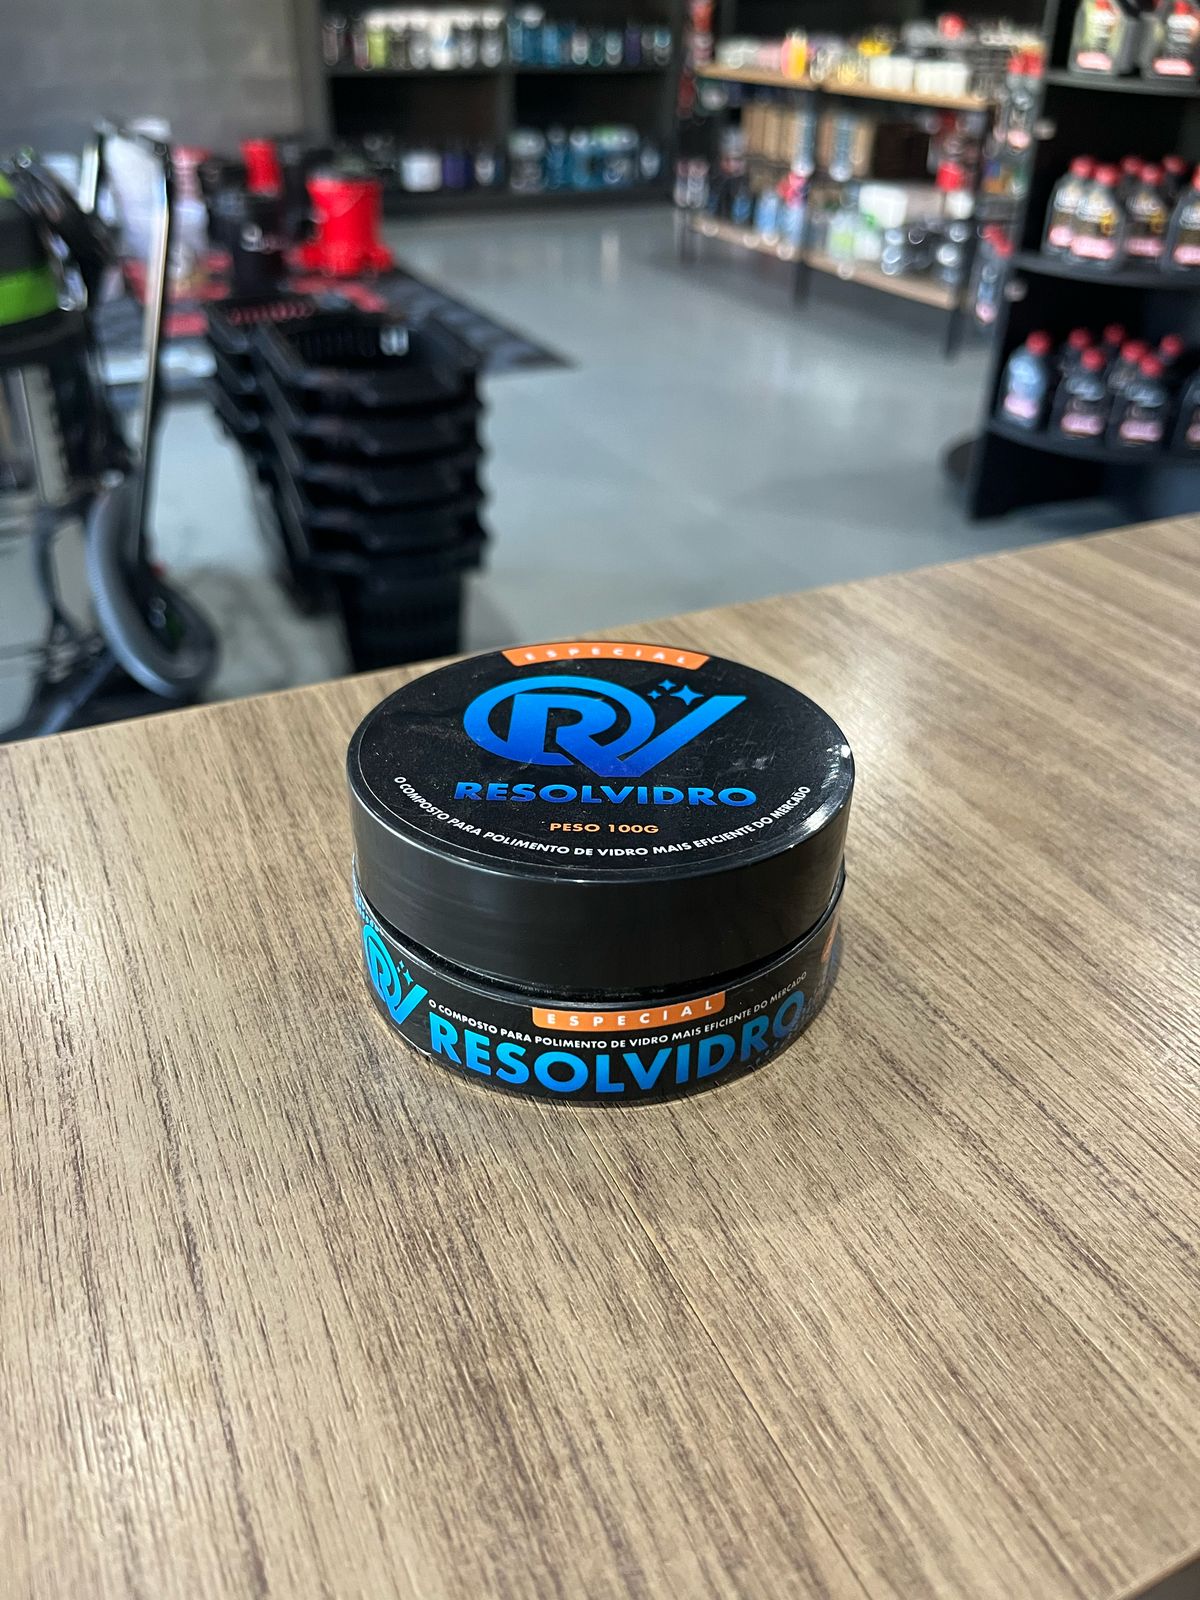 ESPECIAL
RV
RESOLVIDRO
PESO 100G
O COMPOSTO PARA POLIMENTO DE VIDRO MAIS EFICIENTE DO MERCADO
RV
ESPECIAL
O COMPOSTO PARA POLIMENTO DE VIDRO MAIS EFICIENTE DO MERCADO
RESOLVIDRO